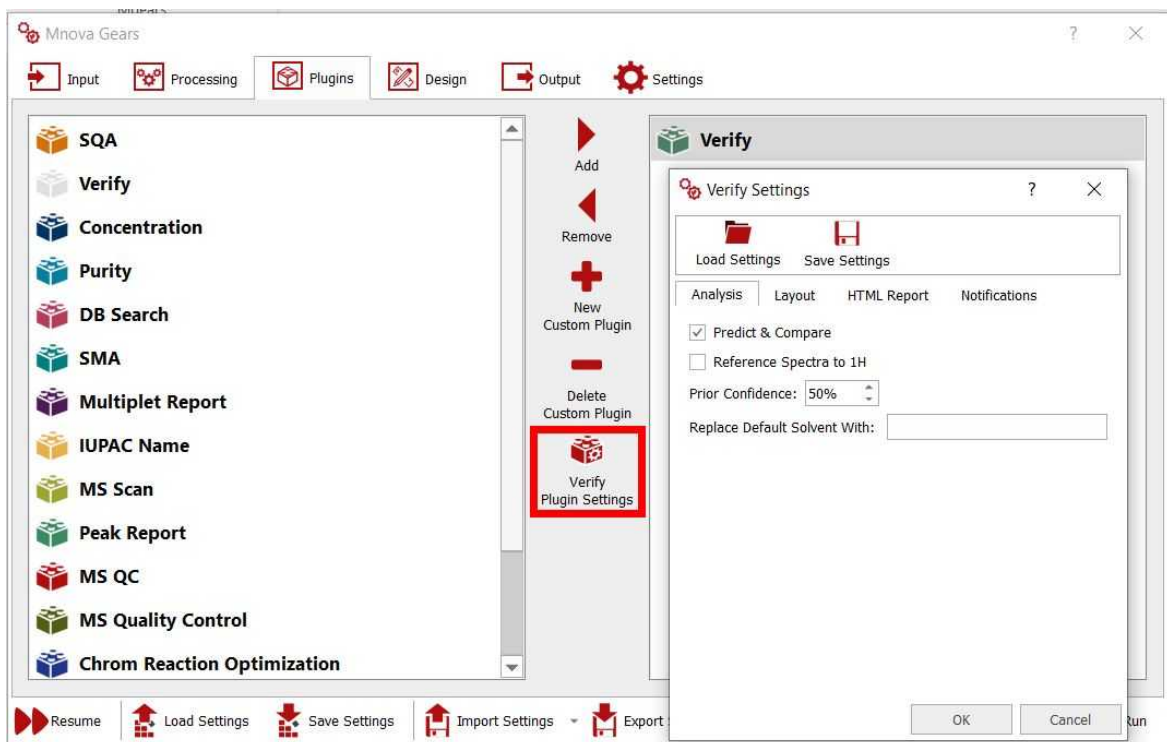 Mnova Gears
?
Input
Processing
Plugins
Design
Output
Settings
SQA
Verify
Concentration
Purity
DB Search
SMA
Multiplet Report
IUPAC Name
MS Scan
Peak Report
MS QC
MS Quality Control
Chrom Reaction Optimization
Add
Remove
New
Custom Plugin
Delete
Custom Plugin
Verify
Plugin Settings
Verify
Verify Settings
?
Load Settings
Save Settings
Analysis
Layout
HTML Report
Notifications
Predict & Compare
Reference Spectra to 1H
Prior Confidence: 50%
Replace Default Solvent With:
OK
Cancel
Resume
Load Settings
Save Settings
Import Settings
Export
Run